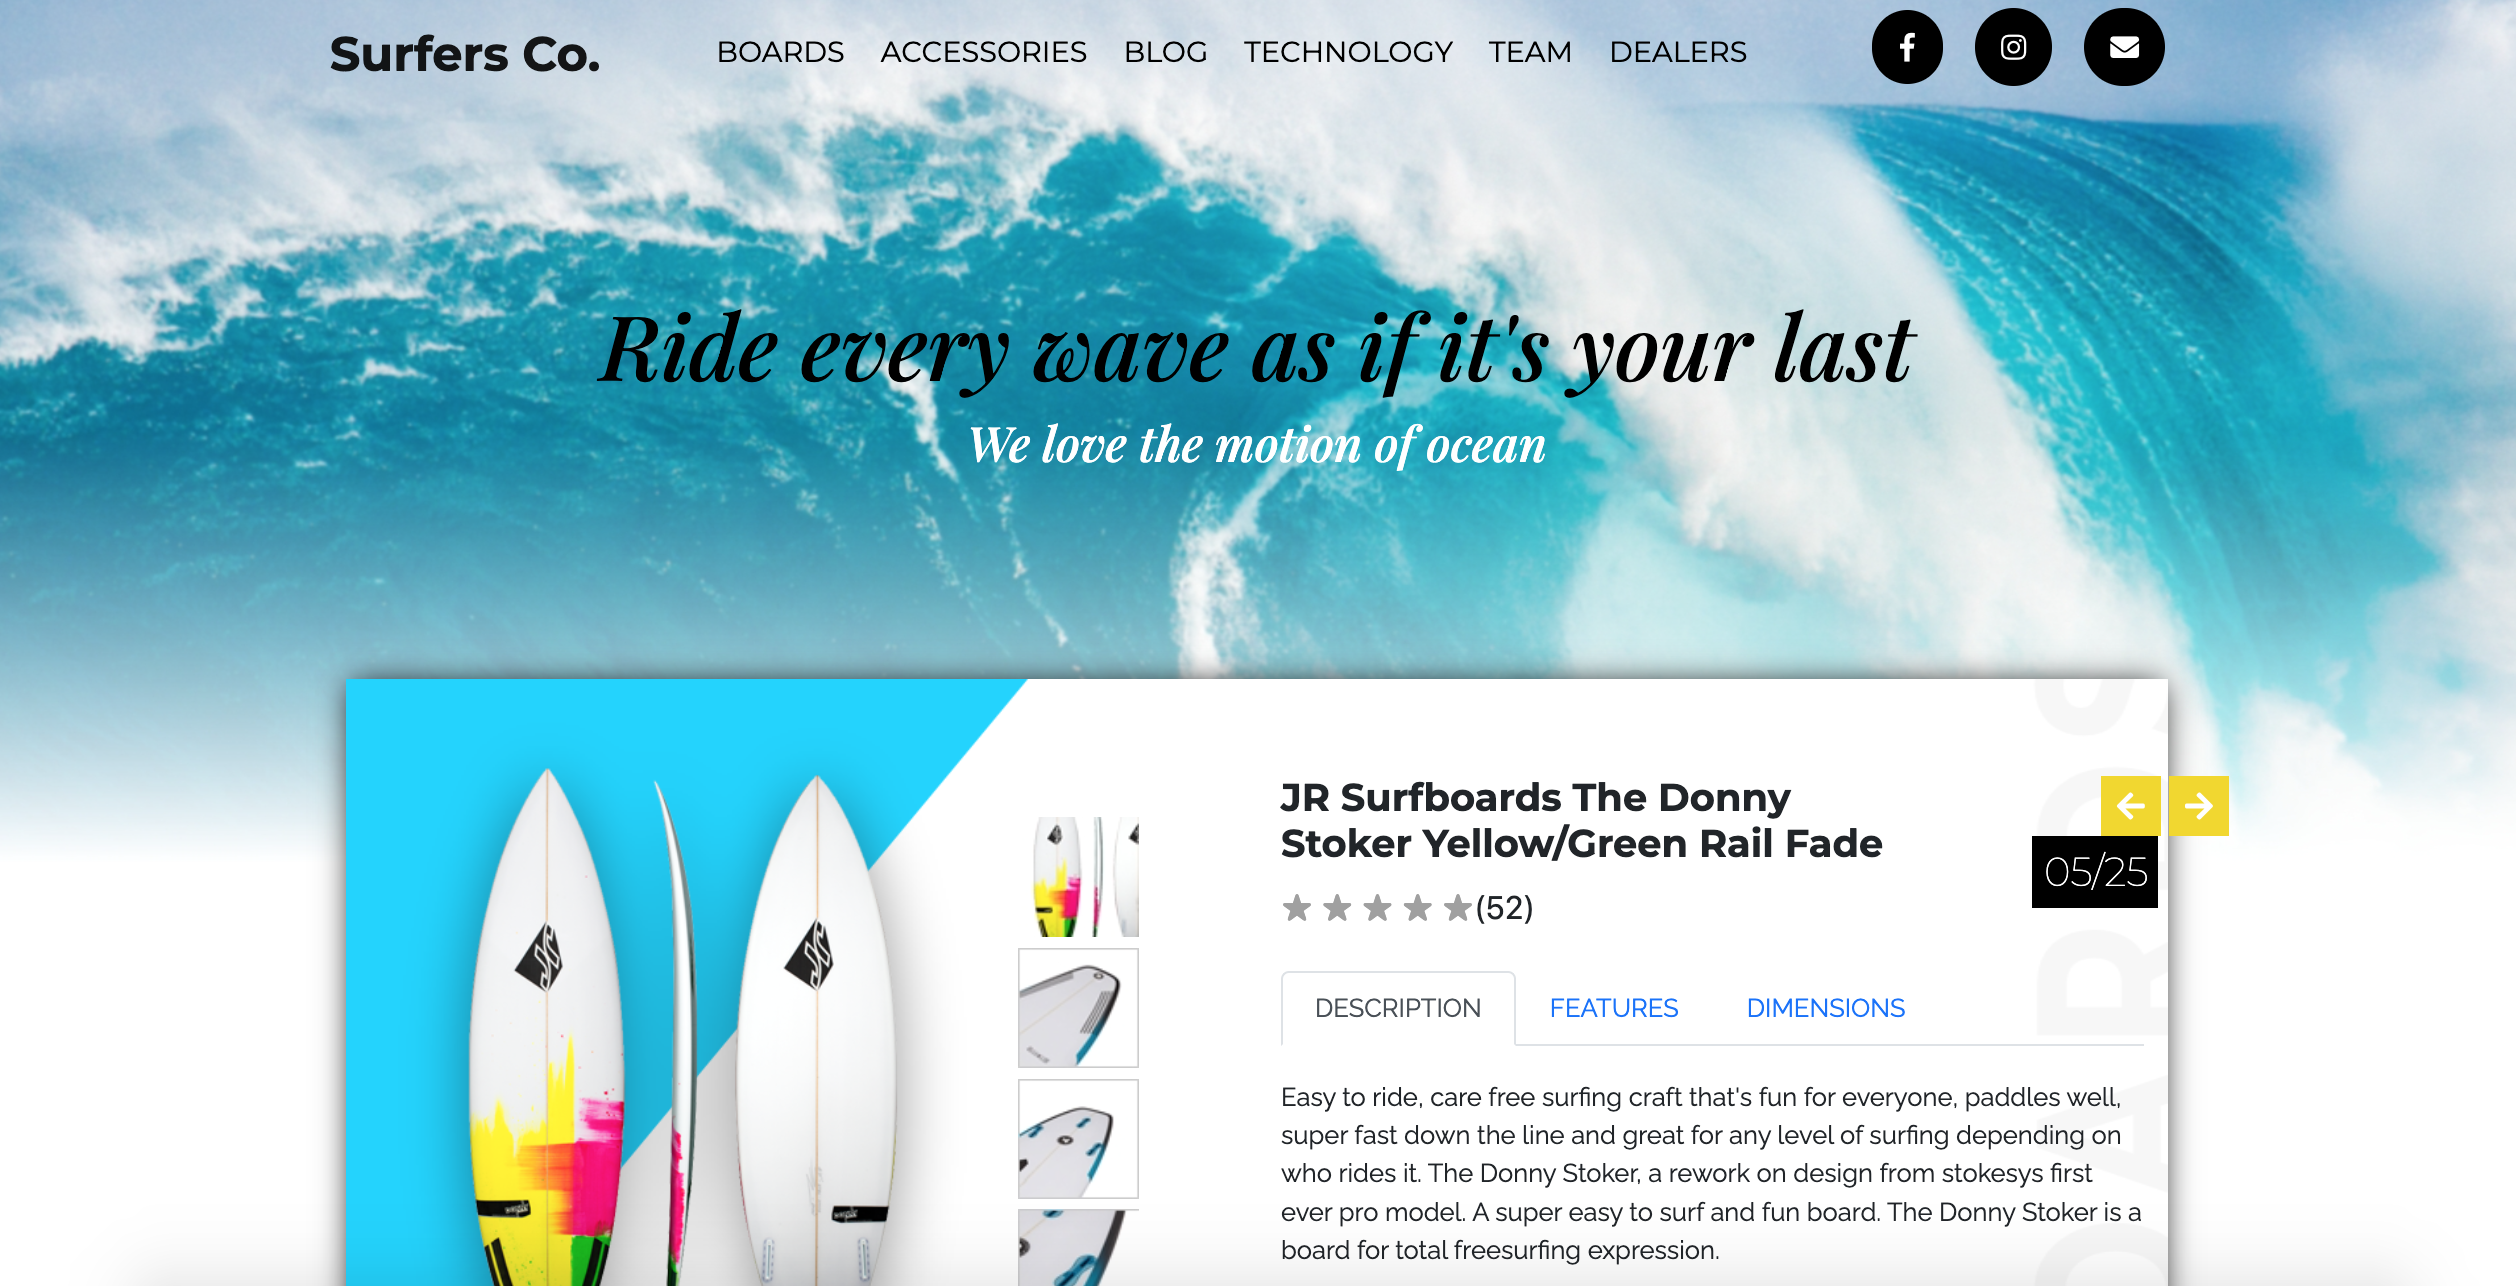 Surfers Co.
BOARDS ACCESSORIES BLOG TECHNOLOGY TEAM DEALERS
Ride every wave as if it's your last
We love the motion of ocean
JR Surfboards The Donny
Stoker Yellow/Green Rail Fade
(52)
05/25
DESCRIPTION FEATURES DIMENSIONS
Easy to ride, care free surfing craft that's fun for everyone, paddles well,
super fast down the line and great for any level of surfing depending on
who rides it. The Donny Stoker, a rework on design from stokesys first
ever pro model. A super easy to surf and fun board. The Donny Stoker is a
board for total freesurfing expression.